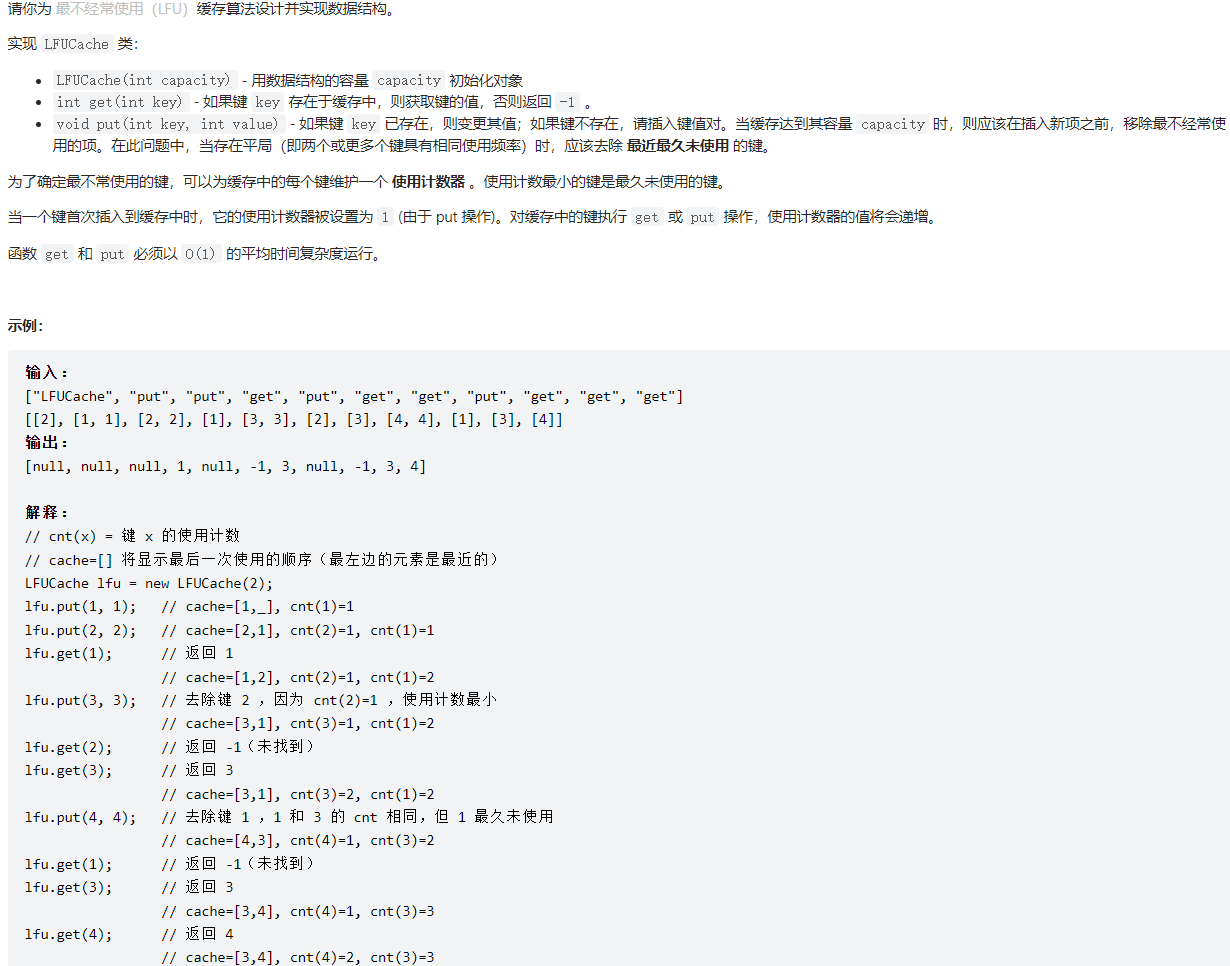 请你为 最不经常使用（LFU）缓存算法设计并实现数据结构。
实现 LFUCache 类：
• LFUCache(int capacity) - 用数据结构的容量 capacity 初始化对象
• int get(int key) - 如果键 key 存在于缓存中，则获取键的值，否则返回 -1 。
• void put(int key, int value) - 如果键 key 已存在，则变更其值；如果键不存在，请插入键值对。当缓存达到其容量 capacity 时，则应该在插入新项之前，移除最不经常使
用的项。在此问题中，当存在平局（即两个或更多个键具有相同使用频率）时，应该去除 最近最久未使用 的键。
为了确定最不常使用的键，可以为缓存中的每个键维护一个 使用计数器 。使用计数最小的键是最久未使用的键。
当一个键首次插入到缓存中时，它的使用计数器被设置为 1 (由于 put 操作)。对缓存中的键执行 get 或 put 操作，使用计数器的值将会递增。
函数 get 和 put 必须以 O(1) 的平均时间复杂度运行。
示例：
输入：
["LFUCache", "put", "put", "get", "put", "get", "get", "put", "get", "get", "get"]
[[2], [1, 1], [2, 2], [1], [3, 3], [2], [3], [4, 4], [1], [3], [4]]
输出：
[null, null, null, 1, null, -1, 3, null, -1, 3, 4]
解释：
// cnt(x) = 键 x 的使用计数
// cache=[] 将显示最后一次使用的顺序（最左边的元素是最近的）
LFUCache lfu = new LFUCache(2);
lfu.put(1, 1);   // cache=[1,_], cnt(1)=1
lfu.put(2, 2);   // cache=[2,1], cnt(2)=1, cnt(1)=1
lfu.get(1);      // 返回 1
// cache=[1,2], cnt(2)=1, cnt(1)=2
lfu.put(3, 3);   // 去除键 2 ，因为 cnt(2)=1 ，使用计数最小
// cache=[3,1], cnt(3)=1, cnt(1)=2
lfu.get(2);      // 返回 -1（未找到）
lfu.get(3);      // 返回 3
// cache=[3,1], cnt(3)=2, cnt(1)=2
lfu.put(4, 4);   // 去除键 1 ，1 和 3 的 cnt 相同，但 1 最久未使用
// cache=[4,3], cnt(4)=1, cnt(3)=2
lfu.get(1);      // 返回 -1（未找到）
lfu.get(3);      // 返回 3
// cache=[3,4], cnt(4)=1, cnt(3)=3
lfu.get(4);      // 返回 4
// cache=[3,4], cnt(4)=2, cnt(3)=3